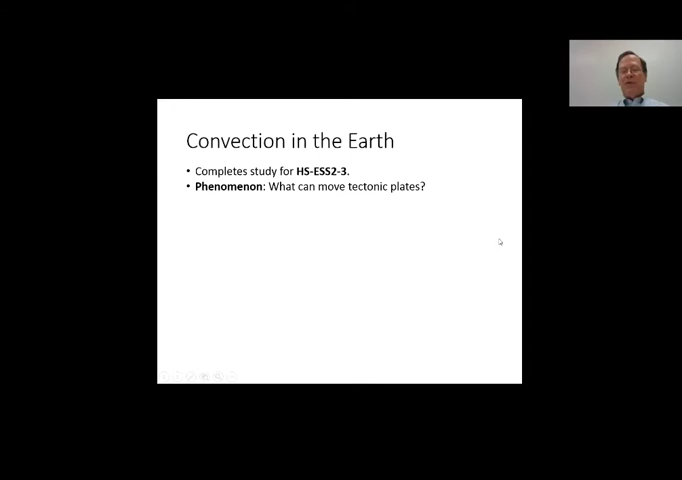 Convection in the Earth
• Completes study for HS-ESS2-3.
• Phenomenon: What can move tectonic plates?